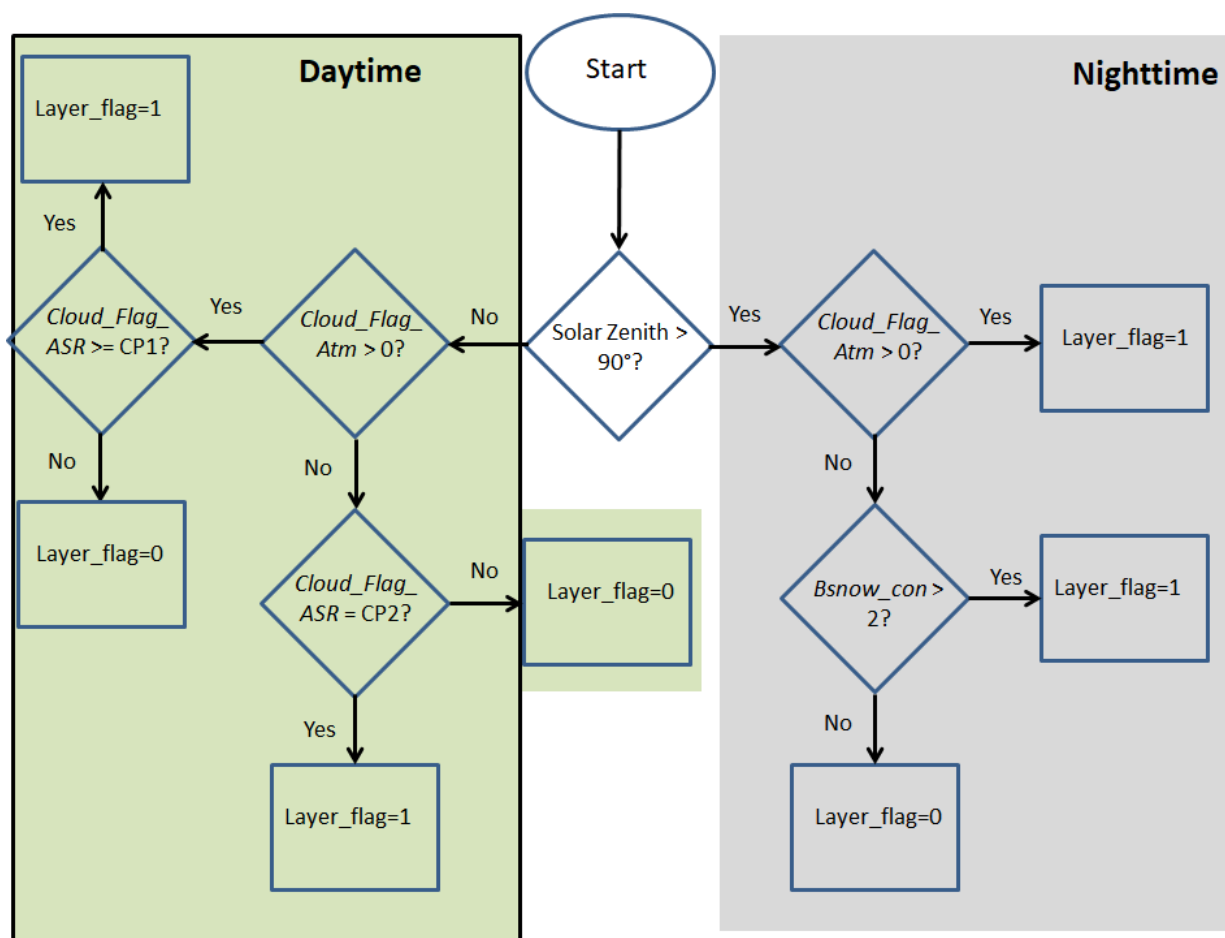 Daytime
Start
Nighttime
Layer_flag=1
Yes
Cloud_Flag_
ASR >= CP1?
Yes
Cloud_Flag_
Atm > 0?
No
Solar Zenith >
90°?
Yes
Cloud_Flag_
Atm > 0?
Yes
Layer_flag=1
No
No
No
Layer_flag=0
Cloud_Flag_
ASR = CP2?
No
Layer_flag=0
Bsnow_con >
2?
Yes
Layer_flag=1
Yes
No
Layer_flag=1
Layer_flag=0